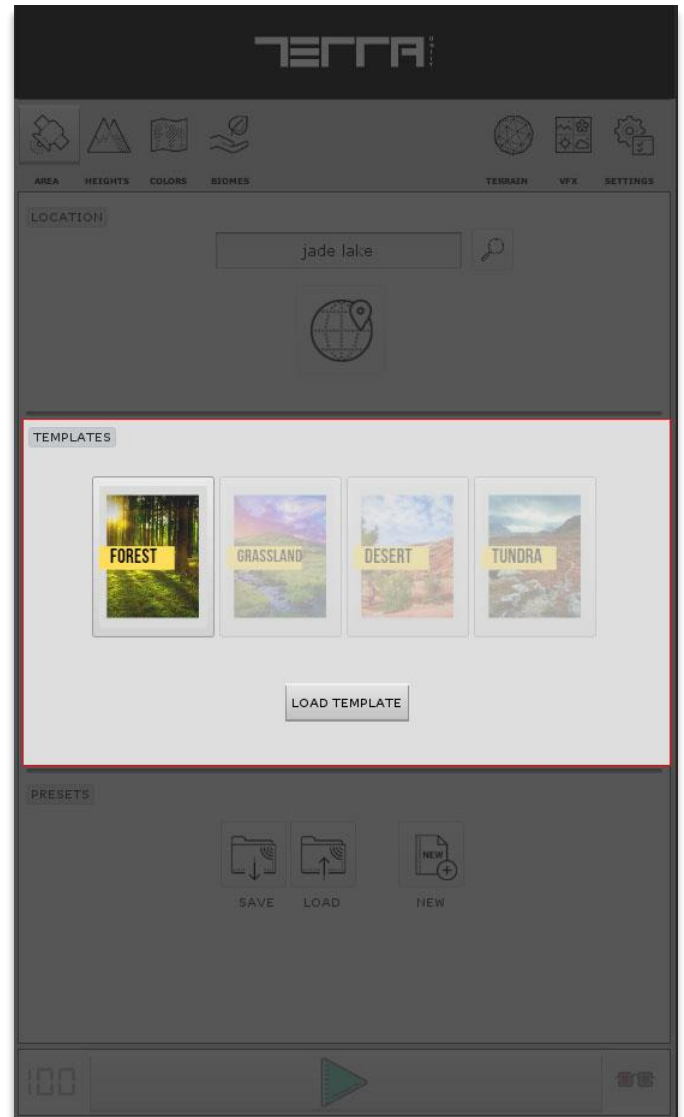 TERRA
UNITY
AREA HEIGHTS COLORS BIOMES TERRAIN VFX SETTINGS
LOCATION
jade lake
TEMPLATES
FOREST GRASSLAND DESERT TUNDRA
LOAD TEMPLATE
PRESETS
NEW
SAVE LOAD NEW
100